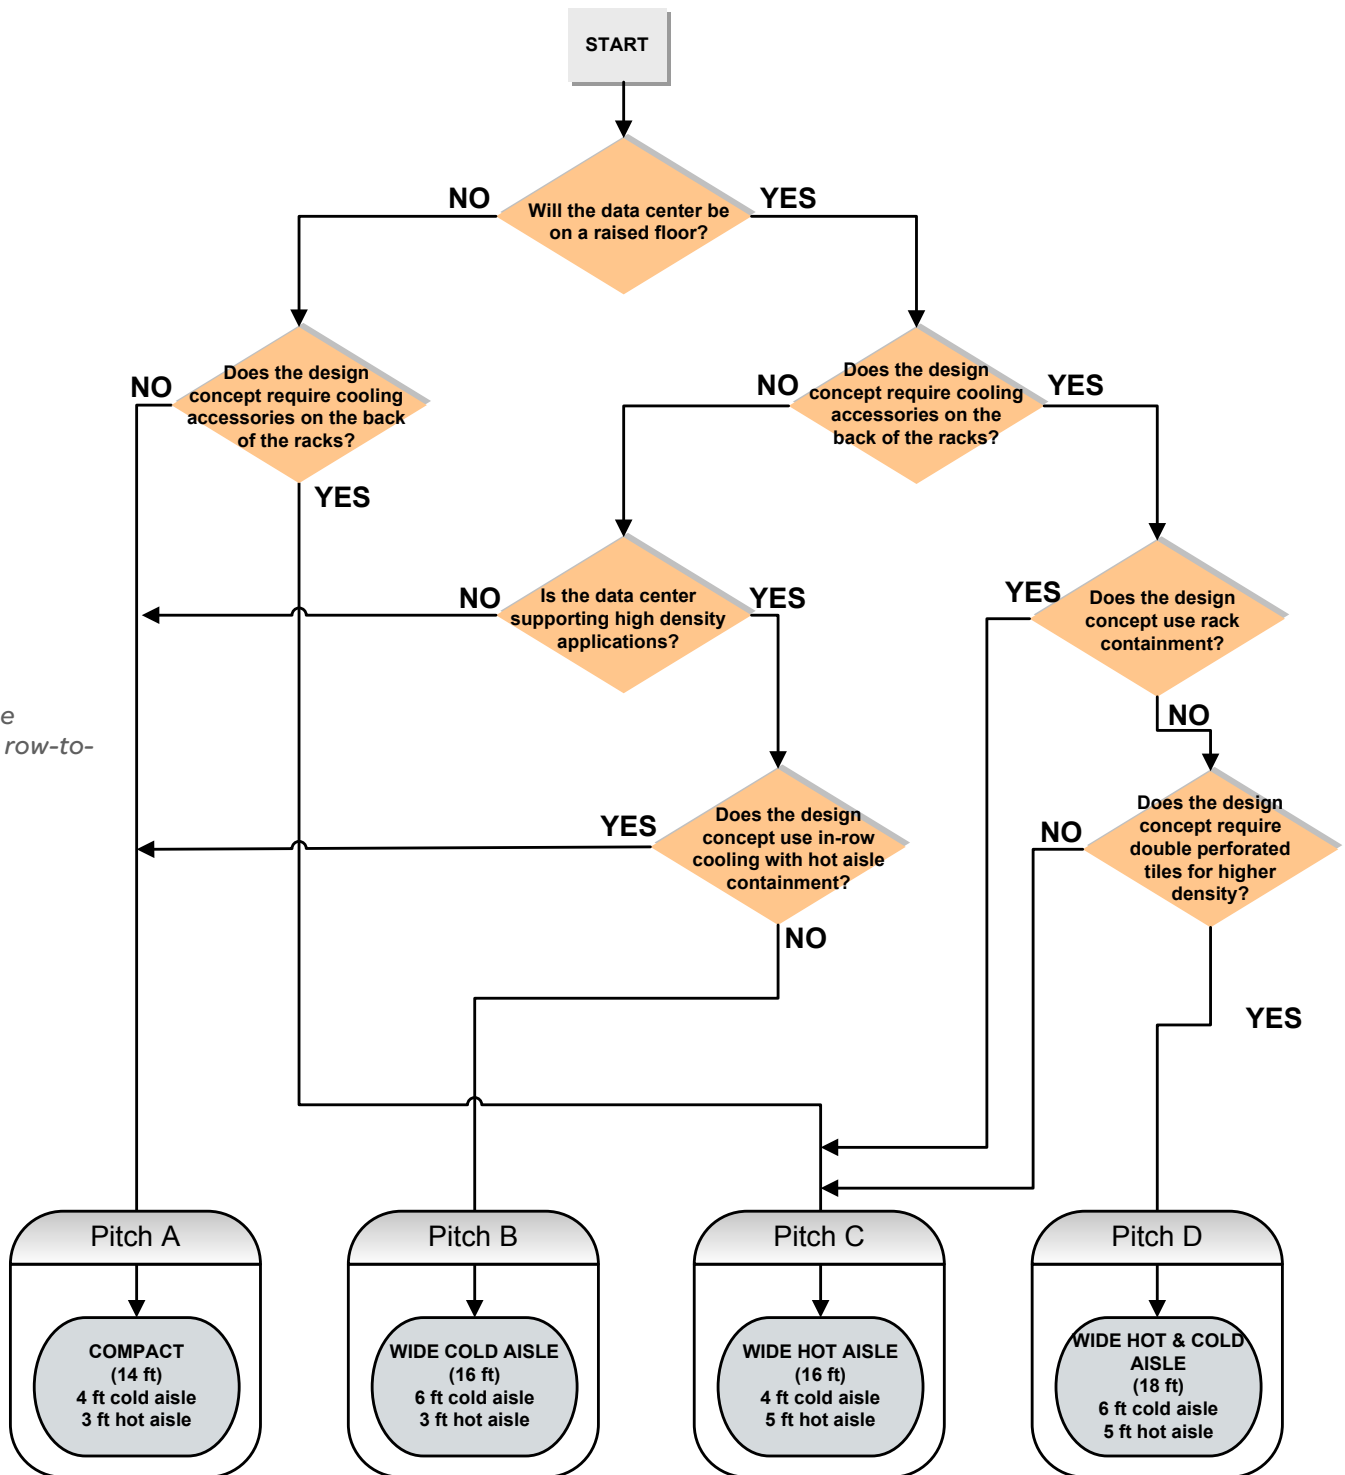 START
NO
YES
Will the data center be
on a raised floor?
NO
Does the design
concept require cooling
accessories on the back
of the racks?
YES
NO
Does the design
concept require cooling
accessories on the
back of the racks?
YES
NO
Is the data center
supporting high density
applications?
YES
YES
Does the design
concept use rack
containment?
NO
e
row-to-
YES
Does the design
concept use in-row
cooling with hot aisle
containment?
NO
NO
Does the design
concept require
double perforated
tiles for higher
density?
YES
Pitch A
COMPACT
(14 ft)
4 ft cold aisle
3 ft hot aisle
Pitch B
WIDE COLD AISLE
(16 ft)
6 ft cold aisle
3 ft hot aisle
Pitch C
WIDE HOT AISLE
(16 ft)
4 ft cold aisle
5 ft hot aisle
Pitch D
WIDE HOT & COLD
AISLE
(18 ft)
6 ft cold aisle
5 ft hot aisle